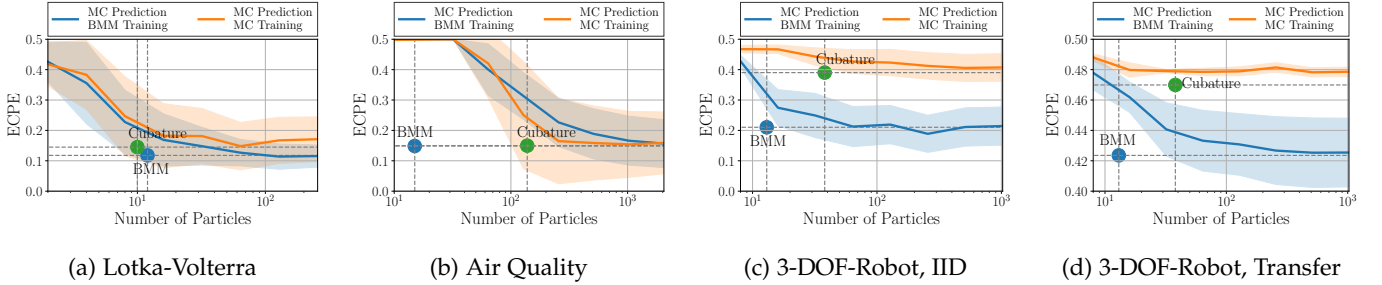 MC Prediction
BMM Training
MC Prediction
MC Training
0.5
0.4
0.3
0.2
0.1
0.0
ECPE
Cubature
BMM
10^1
10^2
Number of Particles
(a) Lotka-Volterra
MC Prediction
BMM Training
MC Prediction
MC Training
0.5
0.4
0.3
0.2
0.1
0.0
ECPE
BMM
Cubature
10^1
10^2
10^3
Number of Particles
(b) Air Quality
MC Prediction
BMM Training
MC Prediction
MC Training
0.5
0.4
0.3
0.2
0.1
0.0
ECPE
Cubature
BMM
10^1
10^2
10^3
Number of Particles
(c) 3-DOF-Robot, IID
MC Prediction
BMM Training
MC Prediction
MC Training
0.50
0.48
0.46
0.44
0.42
0.40
ECPE
Cubature
BMM
10^1
10^2
10^3
Number of Particles
(d) 3-DOF-Robot, Transfer